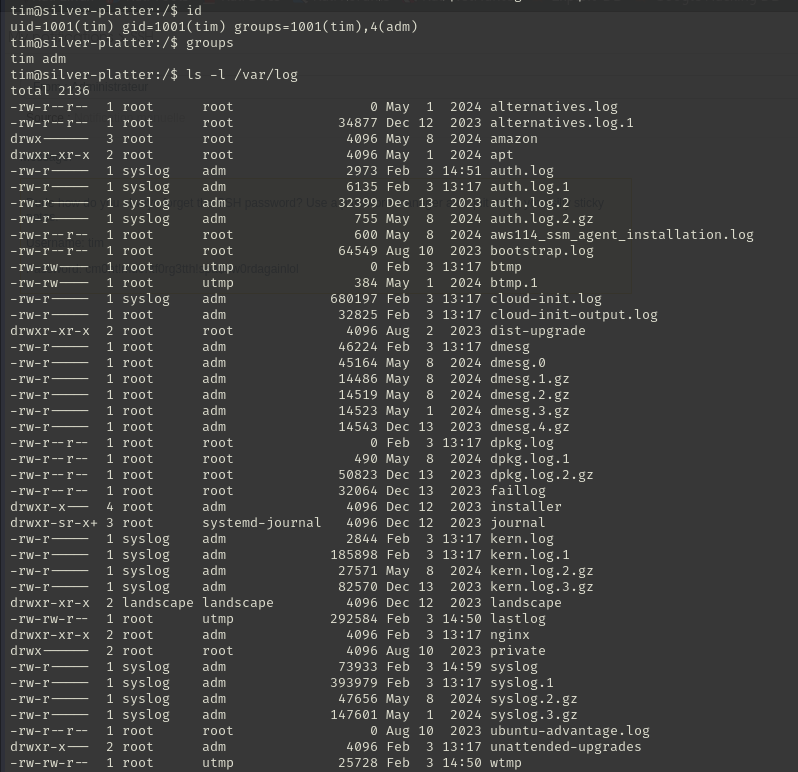 tim@silver-platter:/$ id
uid=1001(tim) gid=1001(tim) groups=1001(tim),4(adm)
tim@silver-platter:/$ groups
tim adm
tim@silver-platter:/$ ls -l /var/log
total 2136
-rw-r--r-- 1 root root 0 May 1 2024 alternatives.log
-rw-r--r-- 1 root root 34877 Dec 12 2023 alternatives.log.1
drwx------ 3 root root 4096 May 8 2024 amazon
drwxr-xr-x 2 root root 4096 May 1 2024 apt
-rw-r----- 1 syslog adm 2973 Feb 3 14:51 auth.log
-rw-r----- 1 syslog adm 6135 Feb 3 13:17 auth.log.1
-rw-r----- 1 syslog adm 32399 Dec 13 2023 auth.log.2
-rw-r----- 1 syslog adm 755 May 8 2024 auth.log.2.gz
-rw-r--r-- 1 root root 600 May 8 2024 aws114_ssm_agent_installation.log
-rw-r--r-- 1 root root 64549 Aug 10 2023 bootstrap.log
-rw-rw---- 1 root utmp 0 Feb 3 13:17 btmp
-rw-rw---- 1 root utmp 384 May 1 2024 btmp.1
-rw-r----- 1 syslog adm 680197 Feb 3 13:17 cloud-init.log
-rw-r----- 1 root adm 32825 Feb 3 13:17 cloud-init-output.log
drwxr-xr-x 2 root root 4096 Aug 2 2023 dist-upgrade
-rw-r----- 1 root adm 46224 Feb 3 13:17 dmesg
-rw-r----- 1 root adm 45164 May 8 2024 dmesg.0
-rw-r----- 1 root adm 14486 May 8 2024 dmesg.1.gz
-rw-r----- 1 root adm 14519 May 8 2024 dmesg.2.gz
-rw-r----- 1 root adm 14523 May 1 2024 dmesg.3.gz
-rw-r----- 1 root adm 14543 Dec 13 2023 dmesg.4.gz
-rw-r--r-- 1 root root 0 Feb 3 13:17 dpkg.log
-rw-r--r-- 1 root root 490 May 8 2024 dpkg.log.1
-rw-r--r-- 1 root root 50823 Dec 13 2023 dpkg.log.2.gz
-rw-r--r-- 1 root root 32064 Dec 13 2023 faillog
drwxr-x--- 4 root adm 4096 Dec 12 2023 installer
drwxr-sr-x+ 3 root systemd-journal 4096 Dec 12 2023 journal
-rw-r----- 1 syslog adm 2844 Feb 3 13:17 kern.log
-rw-r----- 1 syslog adm 185898 Feb 3 13:17 kern.log.1
-rw-r----- 1 syslog adm 27571 May 8 2024 kern.log.2.gz
-rw-r----- 1 syslog adm 82570 Dec 13 2023 kern.log.3.gz
drwxr-xr-x 2 landscape landscape 4096 Dec 12 2023 landscape
-rw-rw-r-- 1 root utmp 292584 Feb 3 14:50 lastlog
drwxr-xr-x 2 root adm 4096 Feb 3 13:17 nginx
drwx------ 2 root root 4096 Aug 10 2023 private
-rw-r----- 1 syslog adm 73933 Feb 3 14:59 syslog
-rw-r----- 1 syslog adm 393979 Feb 3 13:17 syslog.1
-rw-r----- 1 syslog adm 47656 May 8 2024 syslog.2.gz
-rw-r----- 1 syslog adm 147601 May 1 2024 syslog.3.gz
-rw-r--r-- 1 root root 0 Aug 10 2023 ubuntu-advantage.log
drwxr-x--- 2 root adm 4096 Feb 3 13:17 unattended-upgrades
-rw-rw-r-- 1 root utmp 25728 Feb 3 14:50 wtmp